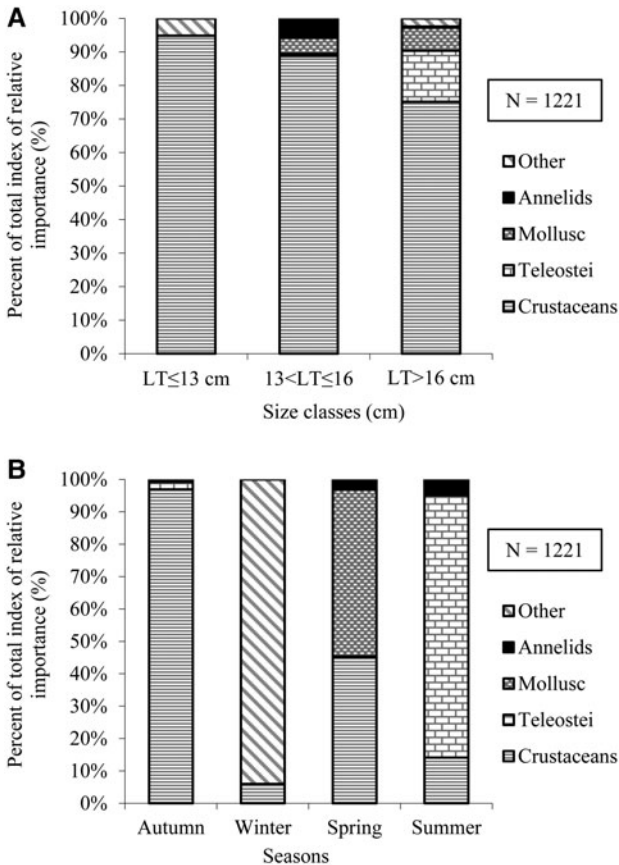 A
Percent of total index of relative
importance (%)
100%
90%
80%
70%
60%
50%
40%
30%
20%
10%
0%
LT≤13 cm
13<LT≤16
LT>16 cm
Size classes (cm)
N = 1221
Other
Annelids
Mollusc
Teleostei
Crustaceans
B
Percent of total index of relative
importance (%)
100%
90%
80%
70%
60%
50%
40%
30%
20%
10%
0%
Autumn
Winter
Spring
Summer
Seasons
N = 1221
Other
Annelids
Mollusc
Teleostei
Crustaceans